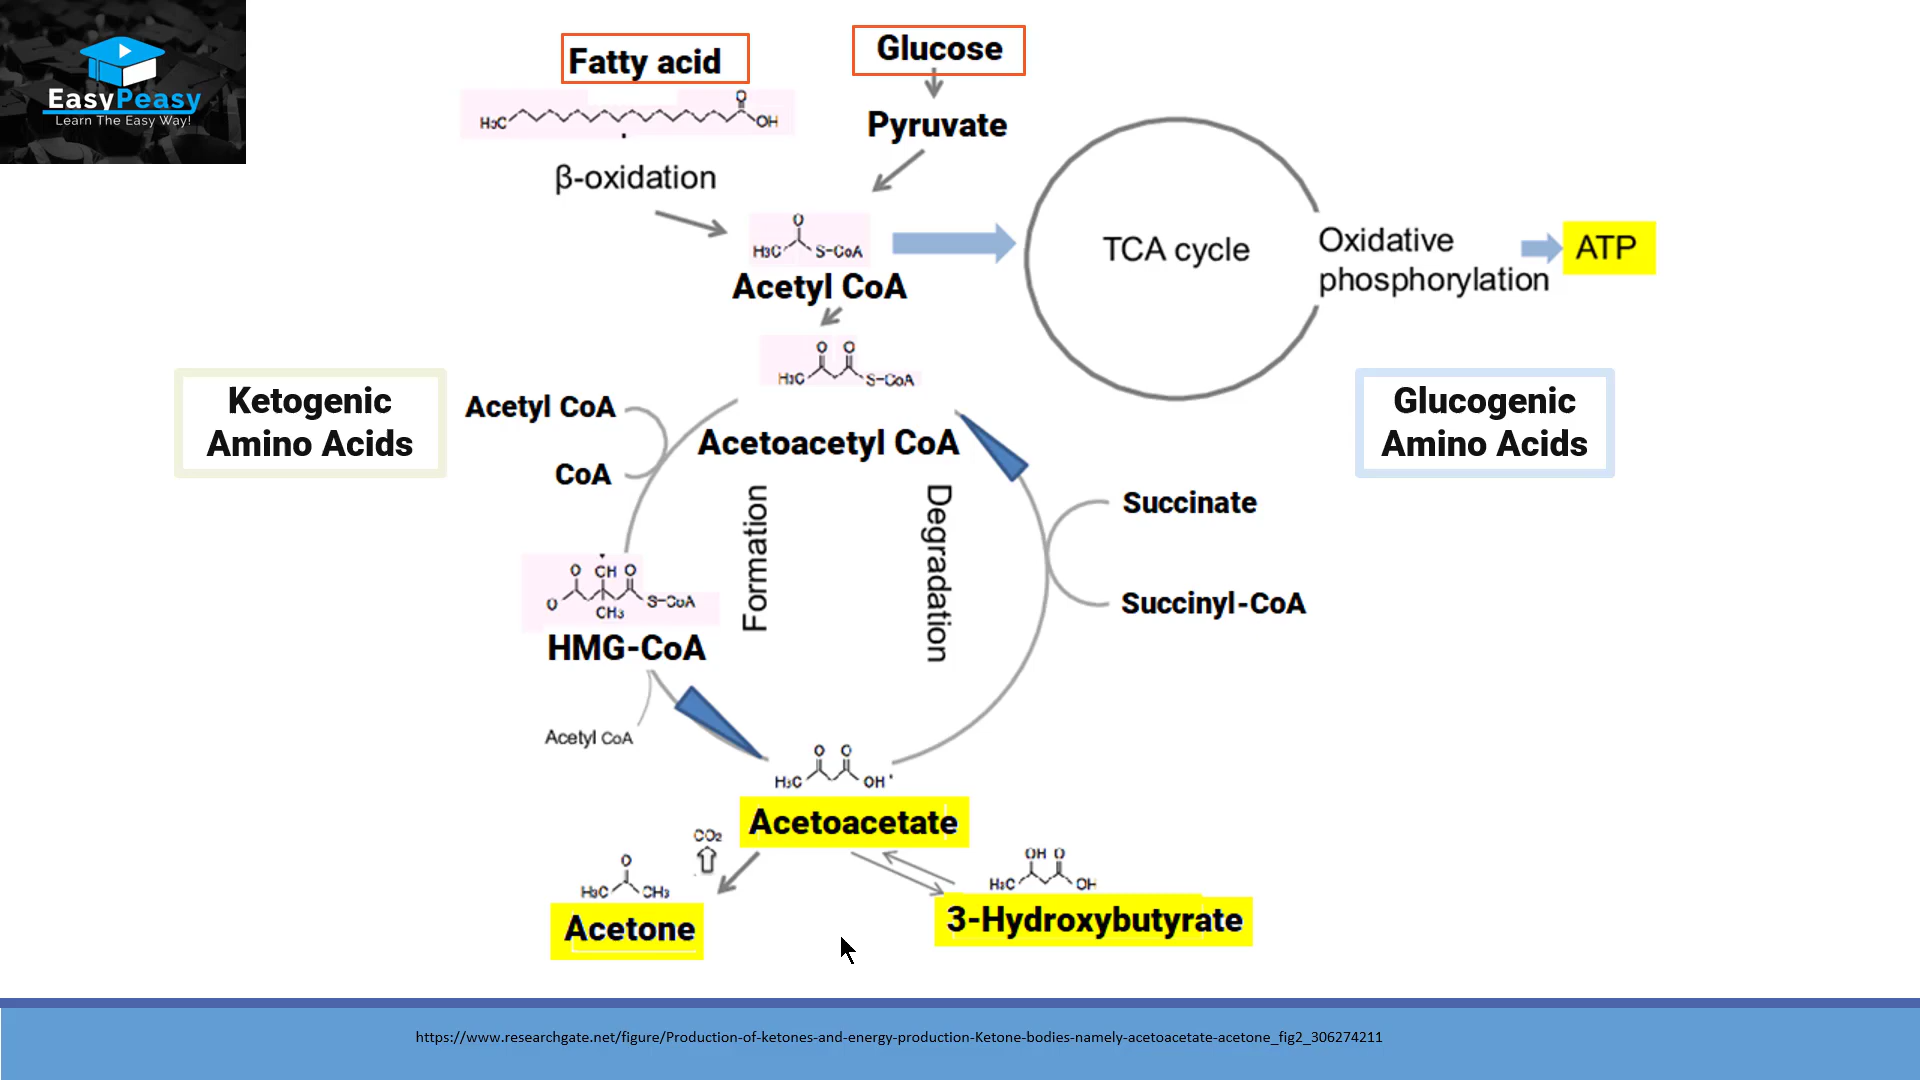 EasyPeasy
Learn The Easy Way!
Fatty acid
Glucose
H₃C
O
OH
Pyruvate
β-oxidation
O
H₃C
S-CoA
Acetyl CoA
TCA cycle
Oxidative
phosphorylation
ATP
O O
H₃C
S-CoA
Ketogenic
Amino Acids
Acetyl CoA
CoA
Acetoacetyl CoA
Glucogenic
Amino Acids
Formation
Degradation
Succinate
Succinyl-CoA
O CH O
O
CH₃
S-CoA
HMG-CoA
Acetyl CoA
O O
H₃C
OH
Acetoacetate
CO₂
O
H₃C
CH₃
Acetone
OH O
H₃C
OH
3-Hydroxybutyrate
https://www.researchgate.net/figure/Production-of-ketones-and-energy-production-Ketone-bodies-namely-acetoacetate-acetone_fig2_306274211